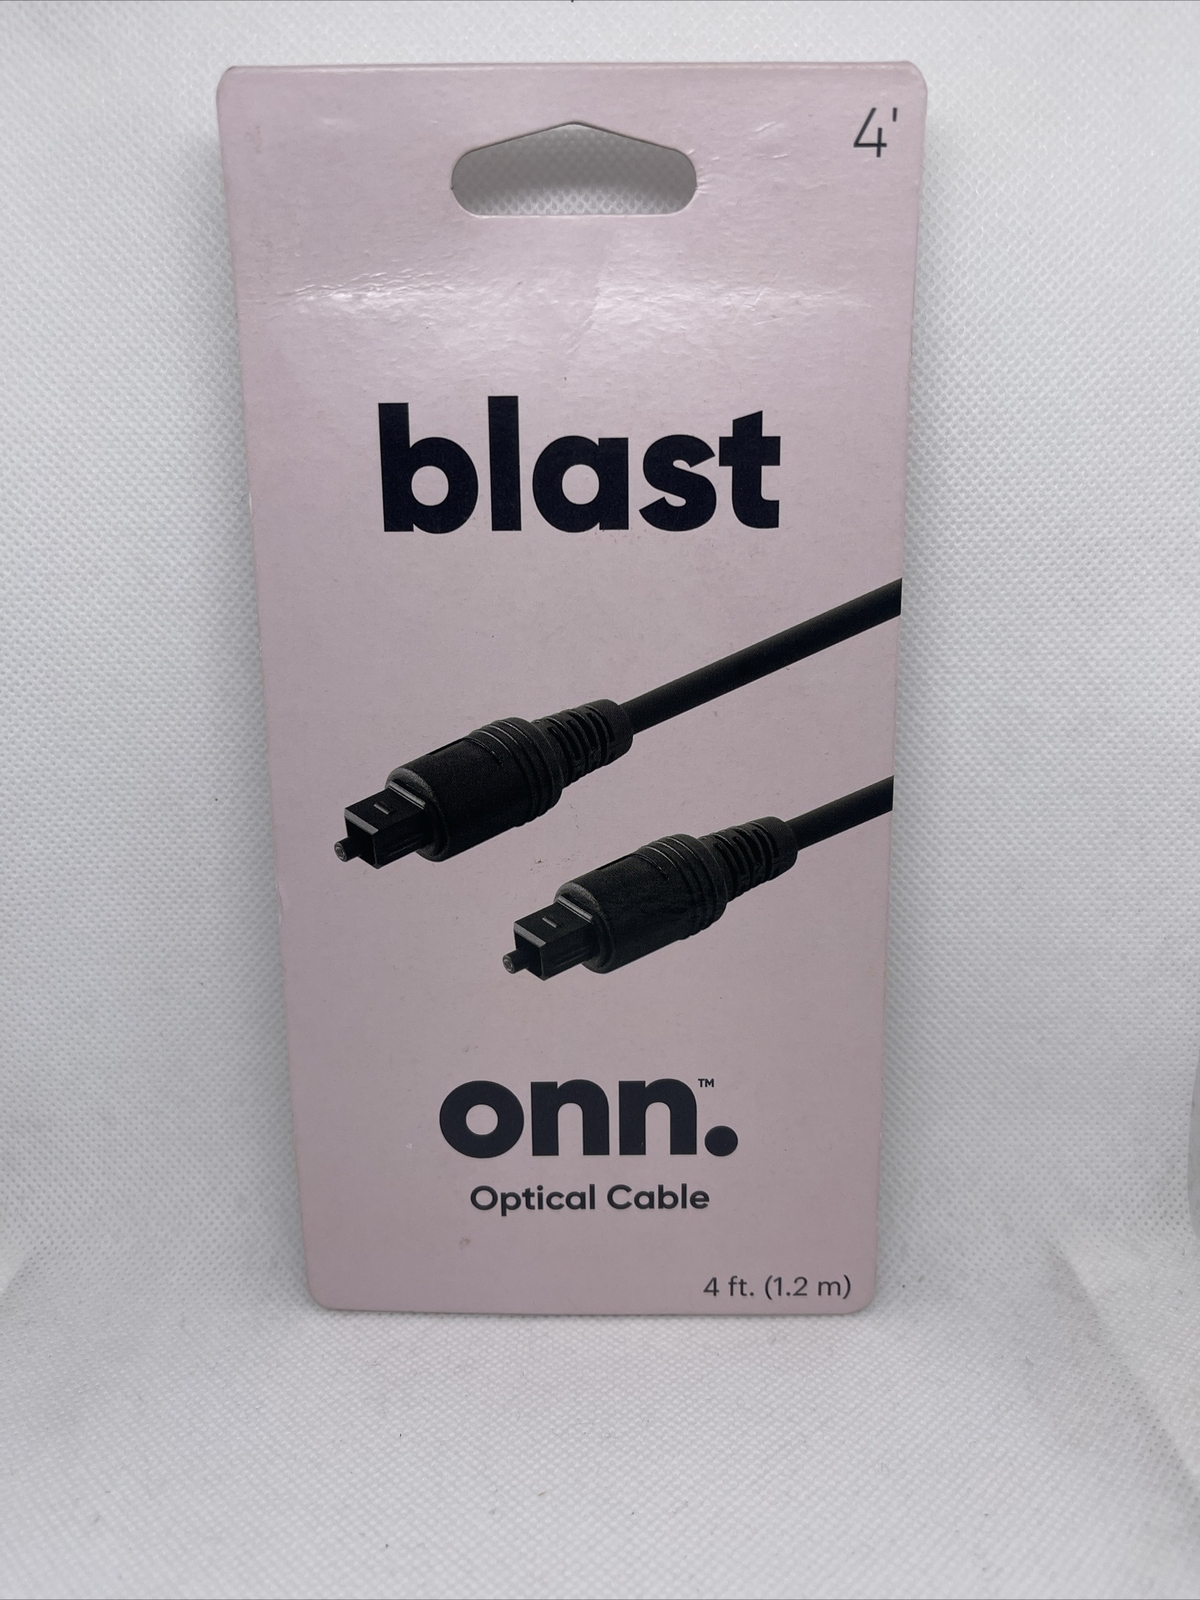 4'
blast
onn.™
Optical Cable
4 ft. (1.2 m)